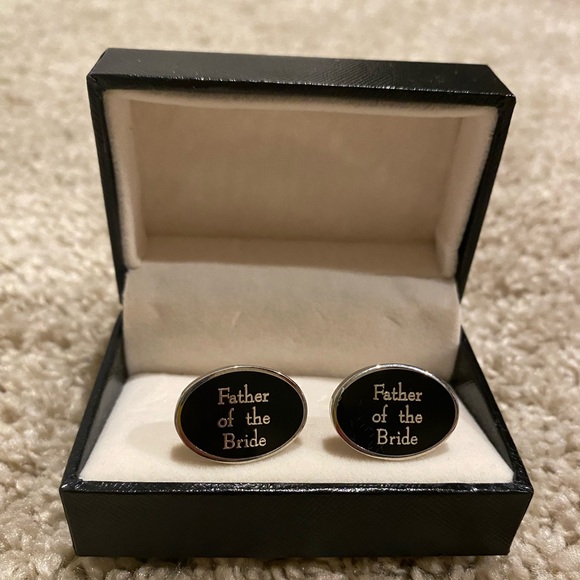 Father
of the
Bride
Father
of the
Bride